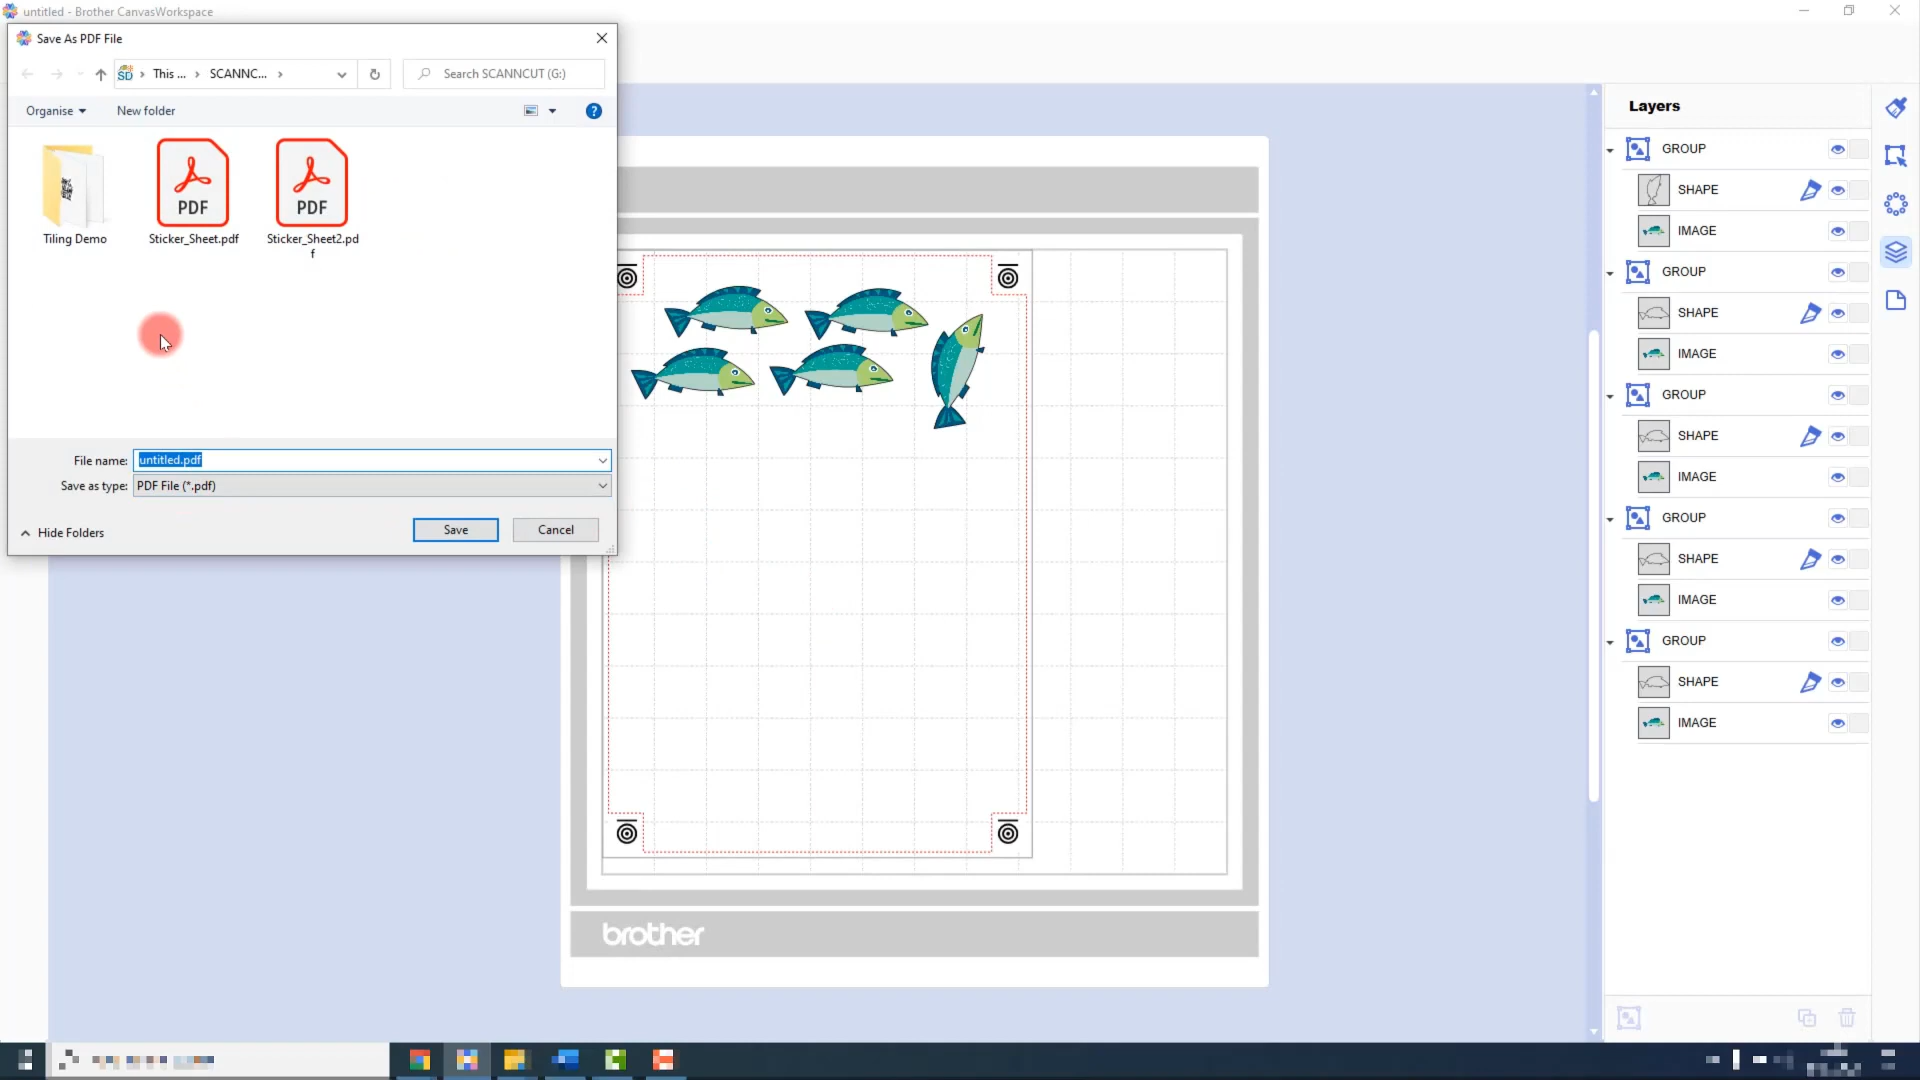 untitled - Brother CanvasWorkspace
Save As PDF File
SD
This ...
SCANNC...
Search SCANNCUT (G:)
Organise
New folder
?
PDF
PDF
Tiling Demo
Sticker_Sheet.pdf
Sticker_Sheet2.pd
f
File name:
untitled.pdf
Save as type:
PDF File (*.pdf)
Hide Folders
Save
Cancel
brother
Layers
GROUP
SHAPE
IMAGE
GROUP
SHAPE
IMAGE
GROUP
SHAPE
IMAGE
GROUP
SHAPE
IMAGE
GROUP
SHAPE
IMAGE